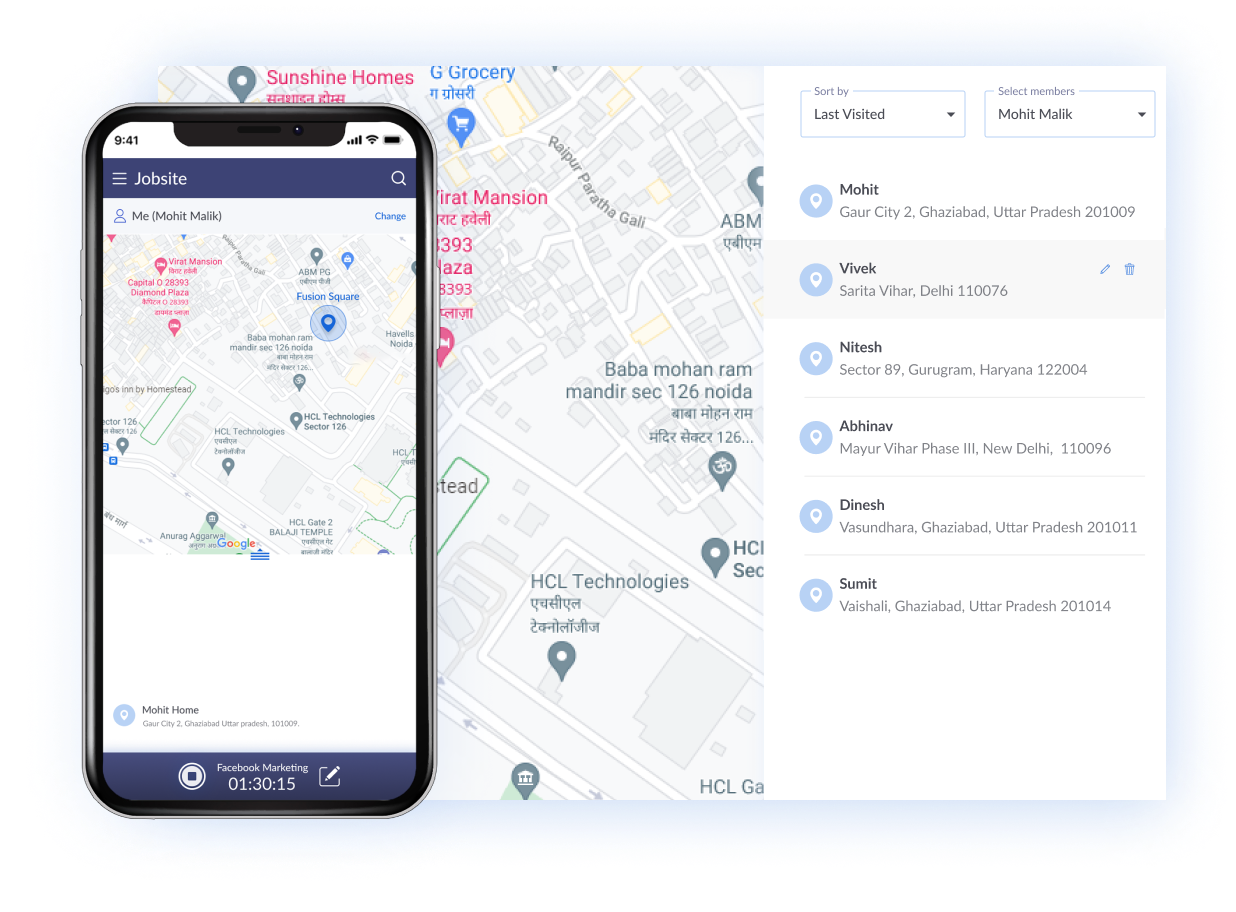 Sunshine Homes
सनशाइन होम्स
G Grocery
ग ग्रोसरी
Raipur Paratha Gali
Virat Mansion
राट हवेली
8393
laza
8393
प्लाज़ा
ABM
एबीएम
Baba mohan ram
mandir sec 126 noida
बाबा मोहन राम
मंदिर सेक्टर 126...
stead
HCL
Sec
HCL Technologies
एचसीएल
टेक्नोलॉजीज
HCL Ga
9:41
Jobsite
Me (Mohit Malik)
Change
Raipur Paratha Gali
Virat Mansion
विराट हवेली
Capital O 28393
Diamond Plaza
कैपिटल O 28393
डायमंड प्लाज़ा
ABM PG
एबीएम पीजी
Fusion Square
Baba mohan ram
mandir sec 126 noida
बाबा मोहन राम
मंदिर सेक्टर 126...
Havells
Noida
igo's inn by Homestead
ector 126
सेक्टर 126
HCL Technologies
Sector 126
HCL Technologies
एचसीएल
टेक्नोलॉजीज
HCL T
एचसी
बंध मार्ग
Anurag Aggarwal
अनुराग
Google
HCL Gate 2
BALAJI TEMPLE
एचसीएल गेट
बालाजी मंदिर
Mohit Home
Gaur City 2, Ghaziabad Uttar pradesh, 101009.
Facebook Marketing
01:30:15
Sort by
Last Visited
Select members
Mohit Malik
Mohit
Gaur City 2, Ghaziabad, Uttar Pradesh 201009
Vivek
Sarita Vihar, Delhi 110076
Nitesh
Sector 89, Gurugram, Haryana 122004
Abhinav
Mayur Vihar Phase III, New Delhi,  110096
Dinesh
Vasundhara, Ghaziabad, Uttar Pradesh 201011
Sumit
Vaishali, Ghaziabad, Uttar Pradesh 201014